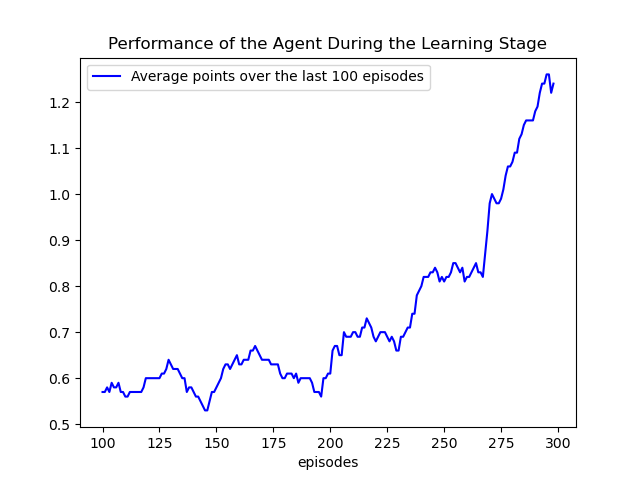 Performance of the Agent During the Learning Stage
Average points over the last 100 episodes
1.2
1.1
1.0
0.9
0.8
0.7
0.6
0.5
100 125 150 175 200 225 250 275 300
episodes